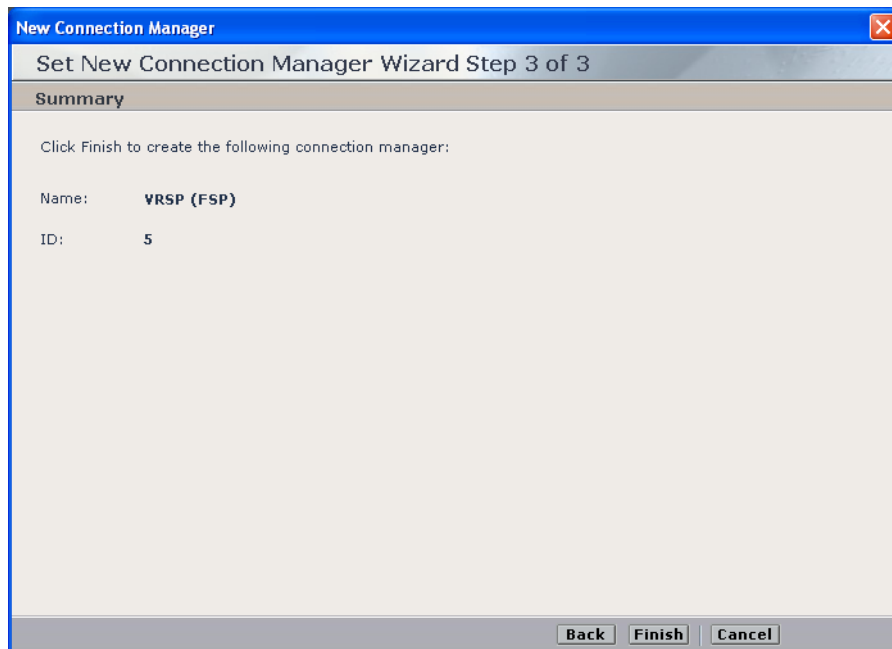 New Connection Manager
Set New Connection Manager Wizard Step 3 of 3
Summary
Click Finish to create the following connection manager:
Name: VRSP (FSP)
ID: 5
Back Finish Cancel